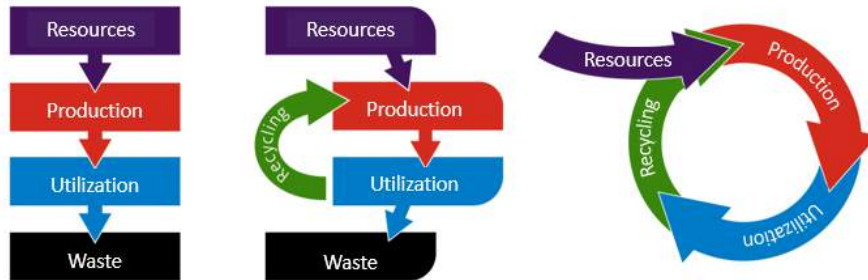 Resources
Production
Utilization
Waste
Resources
Production
Recycling
Utilization
Waste
Resources
Production
Recycling
Utilization